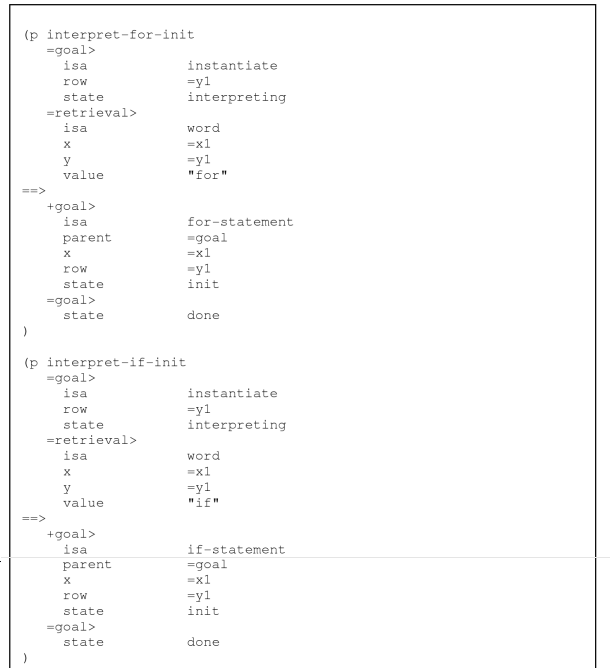 (p interpret-for-init
=goal>
isa instantiate
row =y1
state interpreting
=retrieval>
isa word
x =x1
y =y1
value "for"
==>
+goal>
isa for-statement
parent =goal
x =x1
row =y1
state init
=goal>
state done
)
(p interpret-if-init
=goal>
isa instantiate
row =y1
state interpreting
=retrieval>
isa word
x =x1
y =y1
value "if"
==>
+goal>
isa if-statement
parent =goal
x =x1
row =y1
state init
=goal>
state done
)